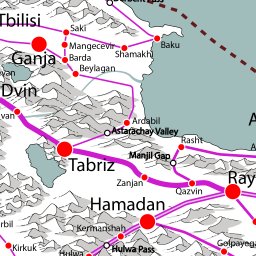 Tbilisi
Saki
Mangecevir
Baku
Shamakhi
Ganja
Barda
Beylagan
Dvin
Ardabil
Astarachay Valley
Rasht
Manjil Gap
Tabriz
Zanjan
Qazvin
Ray
Hamadan
Kermanshah
Kirkuk
Hulwa Pass
Golpayega